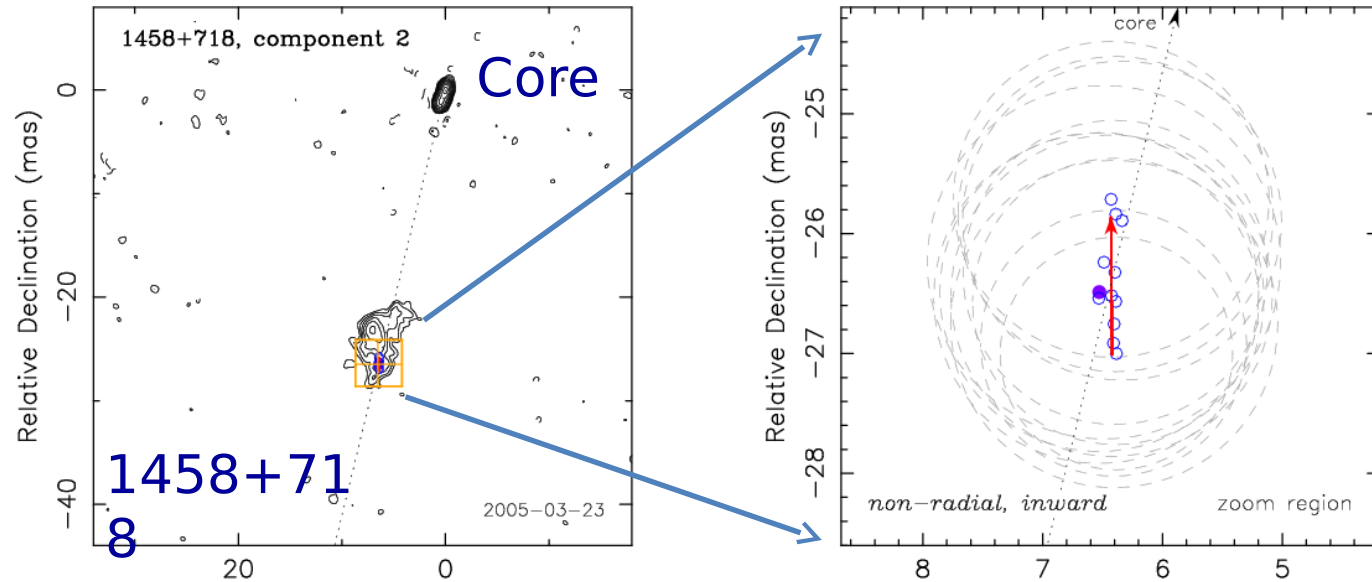 1458+718, component 2
Core
0
−20
−40
Relative Declination (mas)
1458+71
8
2005−03−23
20
0
core
−25
−26
−27
−28
Relative Declination (mas)
non−radial, inward
zoom region
8
7
6
5